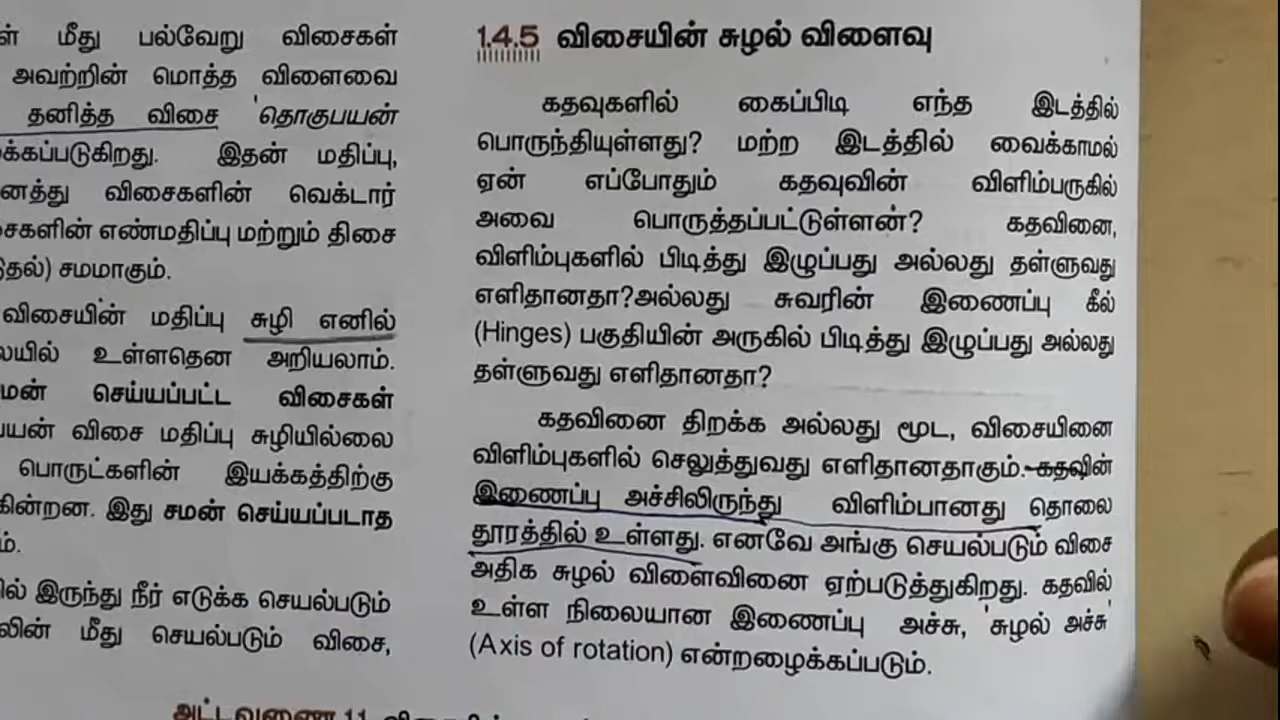 மீது பல்வேறு விசைகள்
அவற்றின் மொத்த விளைவை
தனித்த விசை 'தொகுபயன்
க்கப்படுகிறது. இதன் மதிப்பு,
னைத்து விசைகளின் வெக்டார்
சைகளின் எண்மதிப்பு மற்றும் திசை
சமமாகும்.
விசையின் மதிப்பு சுழி எனில்
லையில் உள்ளதென அறியலாம்.
மன் செய்யப்பட்ட விசைகள்
பயன் விசை மதிப்பு சுழியில்லை
பொருட்களின் இயக்கத்திற்கு
கின்றன. இது சமன் செய்யப்படாத
ம்.
ல் இருந்து நீர் எடுக்க செயல்படும்
லின் மீது செயல்படும் விசை,
1.4.5 விசையின் சுழல் விளைவு
கதவுகளில் கைப்பிடி எந்த இடத்தில்
பொருந்தியுள்ளது? மற்ற இடத்தில் வைக்காமல்
ஏன் எப்போதும் கதவுவின் விளிம்பருகில்
அவை பொருத்தப்பட்டுள்ளன்? கதவினை,
விளிம்புகளில் பிடித்து இழுப்பது அல்லது தள்ளுவது
எளிதானதா?அல்லது சுவரின் இணைப்பு கீல்
(Hinges) பகுதியின் அருகில் பிடித்து இழுப்பது அல்லது
தள்ளுவது எளிதானதா?
கதவினை திறக்க அல்லது மூட, விசையினை
விளிம்புகளில் செலுத்துவது எளிதானதாகும். கதவின்
இணைப்பு அச்சிலிருந்து விளிம்பானது தொலை
தூரத்தில் உள்ளது. எனவே அங்கு செயல்படும் விசை
அதிக சுழல் விளைவினை ஏற்படுத்துகிறது. கதவில்
உள்ள நிலையான இணைப்பு அச்சு, 'சுழல் அச்சு'
(Axis of rotation) என்றழைக்கப்படும்.